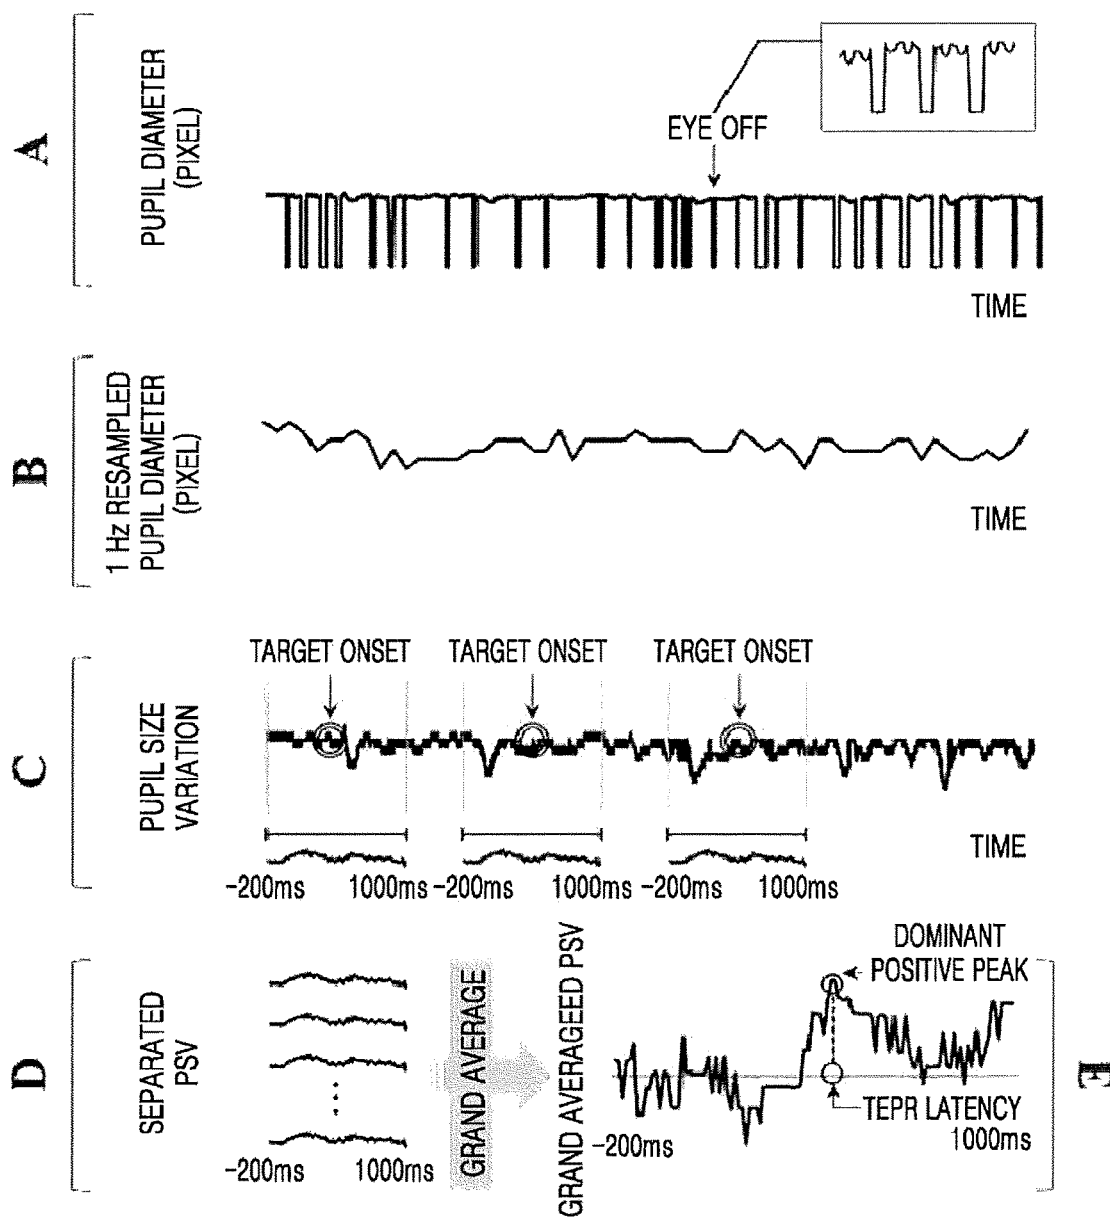 A
PUPIL DIAMETER
(PIXEL)
EYE OFF
TIME
B
1 Hz RESAMPLED
PUPIL DIAMETER
(PIXEL)
TIME
C
PUPIL SIZE
VARIATION
TARGET ONSET
TARGET ONSET
TARGET ONSET
TIME
-200ms
1000ms
-200ms
1000ms
-200ms
1000ms
D
SEPARATED
PSV
-200ms
1000ms
GRAND AVERAGE
GRAND AVERAGEED PSV
DOMINANT
POSITIVE PEAK
TEPR LATENCY
-200ms
1000ms
E